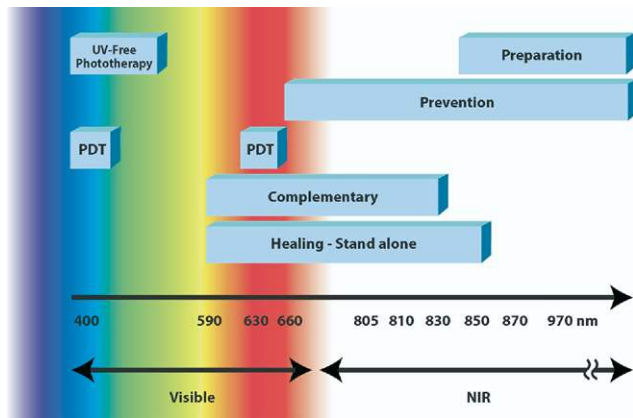 UV-Free
Phototherapy
Preparation
Prevention
PDT
PDT
Complementary
Healing - Stand alone
400 590 630 660 805 810 830 850 870 970 nm
Visible
NIR